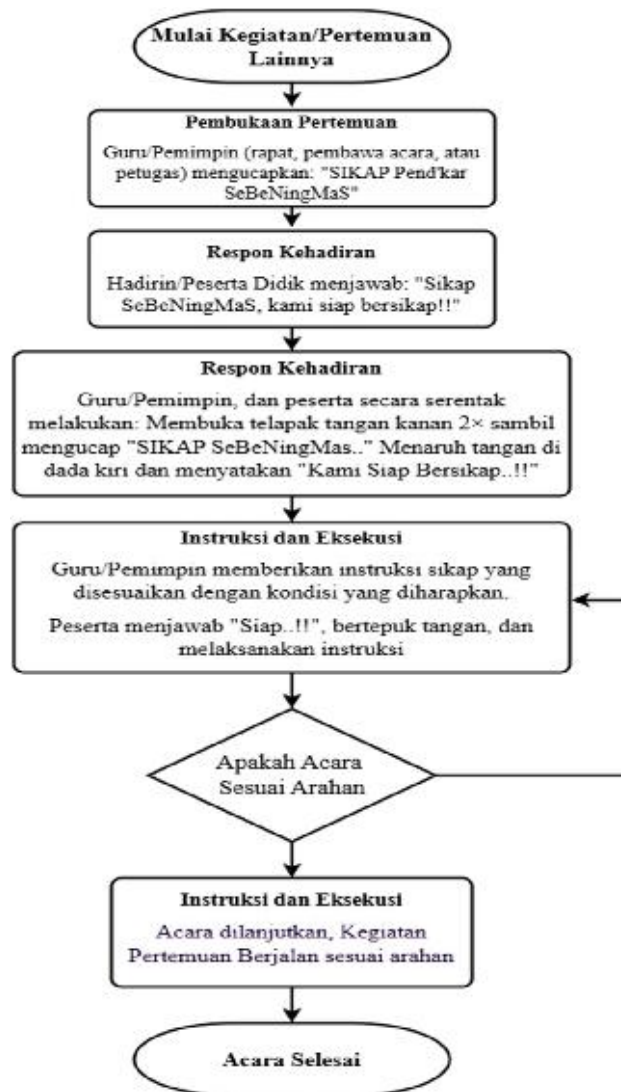 Mulai Kegiatan/Pertemuan
Lainnya
Pembukaan Pertemuan
Guru/Pemimpin (rapat, pembawa acara, atau
petugas) mengucapkan: "SIKAP Pend'kar
SeBeNingMaS"
Respon Kehadiran
Hadirin/Peserta Didik menjawab: "Sikap
SeBeNingMaS, kami siap bersikap!!"
Respon Kehadiran
Guru/Pemimpin, dan peserta secara serentak
melakukan: Membuka telapak tangan kanan 2× sambil
mengucap "SIKAP SeBeNingMas.." Menaruh tangan di
dada kiri dan menyatakan "Kami Siap Bersikap..!!"
Instruksi dan Eksekusi
Guru/Pemimpin memberikan instruksi sikap yang
disesuaikan dengan kondisi yang diharapkan.
Peserta menjawab "Siap..!!", bertepuk tangan, dan
melaksanakan instruksi
Apakah Acara
Sesuai Arahan
Instruksi dan Eksekusi
Acara dilanjutkan, Kegiatan
Pertemuan Berjalan sesuai arahan
Acara Selesai